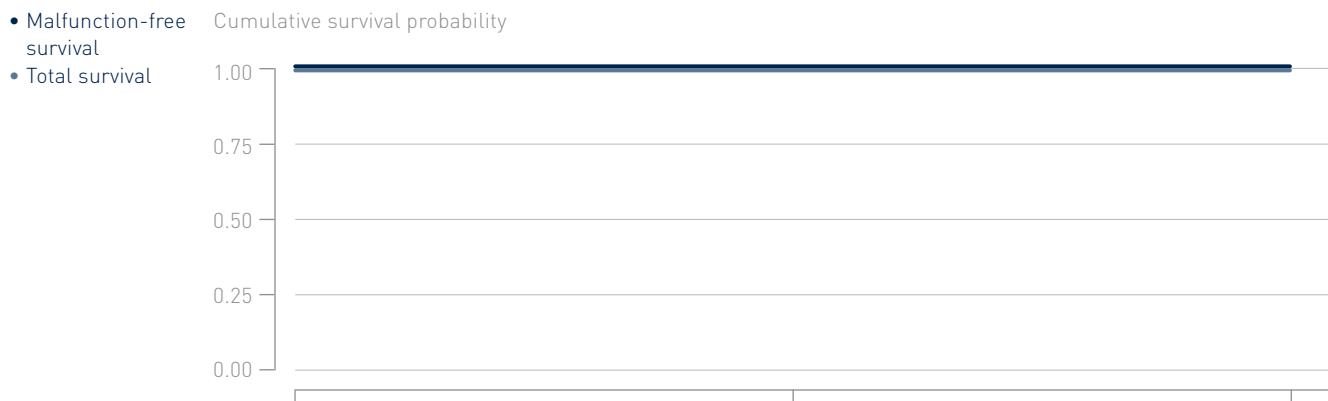 • Malfunction-free
survival
• Total survival
Cumulative survival probability
1.00
0.75
0.50
0.25
0.00